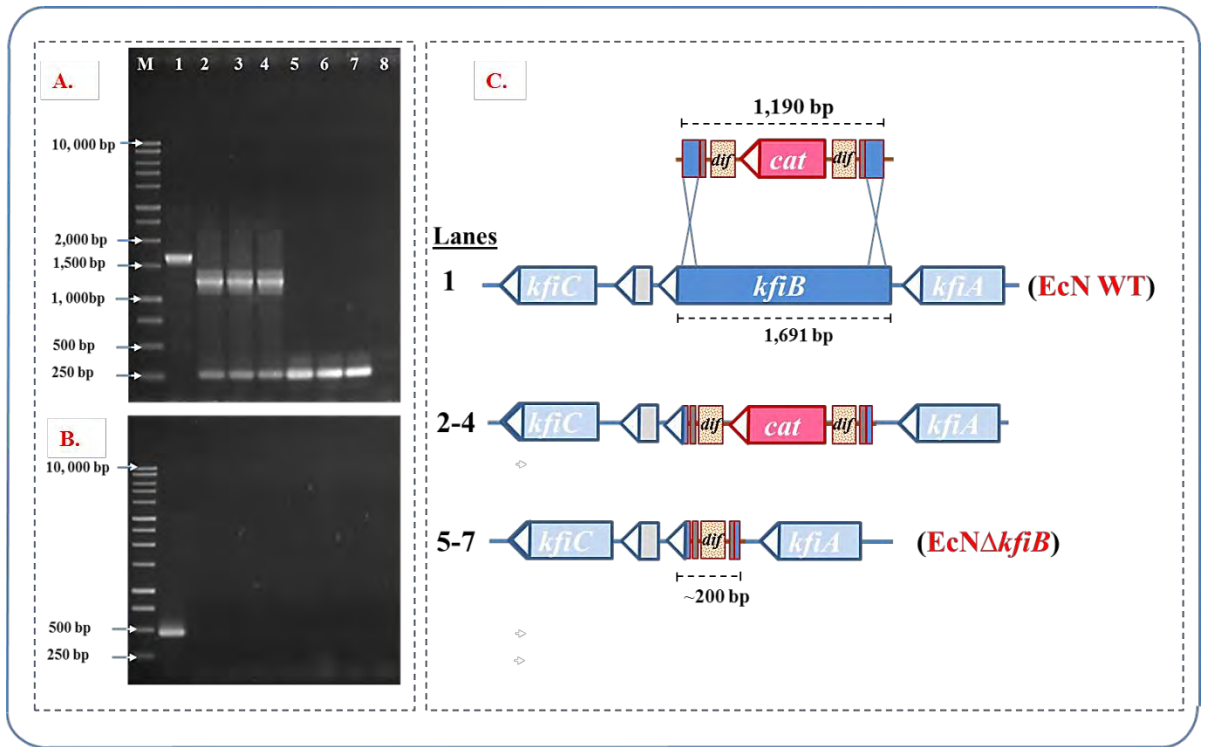 A.
M 1 2 3 4 5 6 7 8
10, 000 bp
2,000 bp
1,500 bp
1, 000bp
500 bp
250 bp
B.
10, 000 bp
500 bp
250 bp
C.
1,190 bp
dif cat dif
Lanes
1 kfiC kfiB kfiA (EcN WT)
1,691 bp
2-4 kfiC dif cat dif kfiA
5-7 kfiC dif kfiA (EcNΔkfiB)
~200 bp